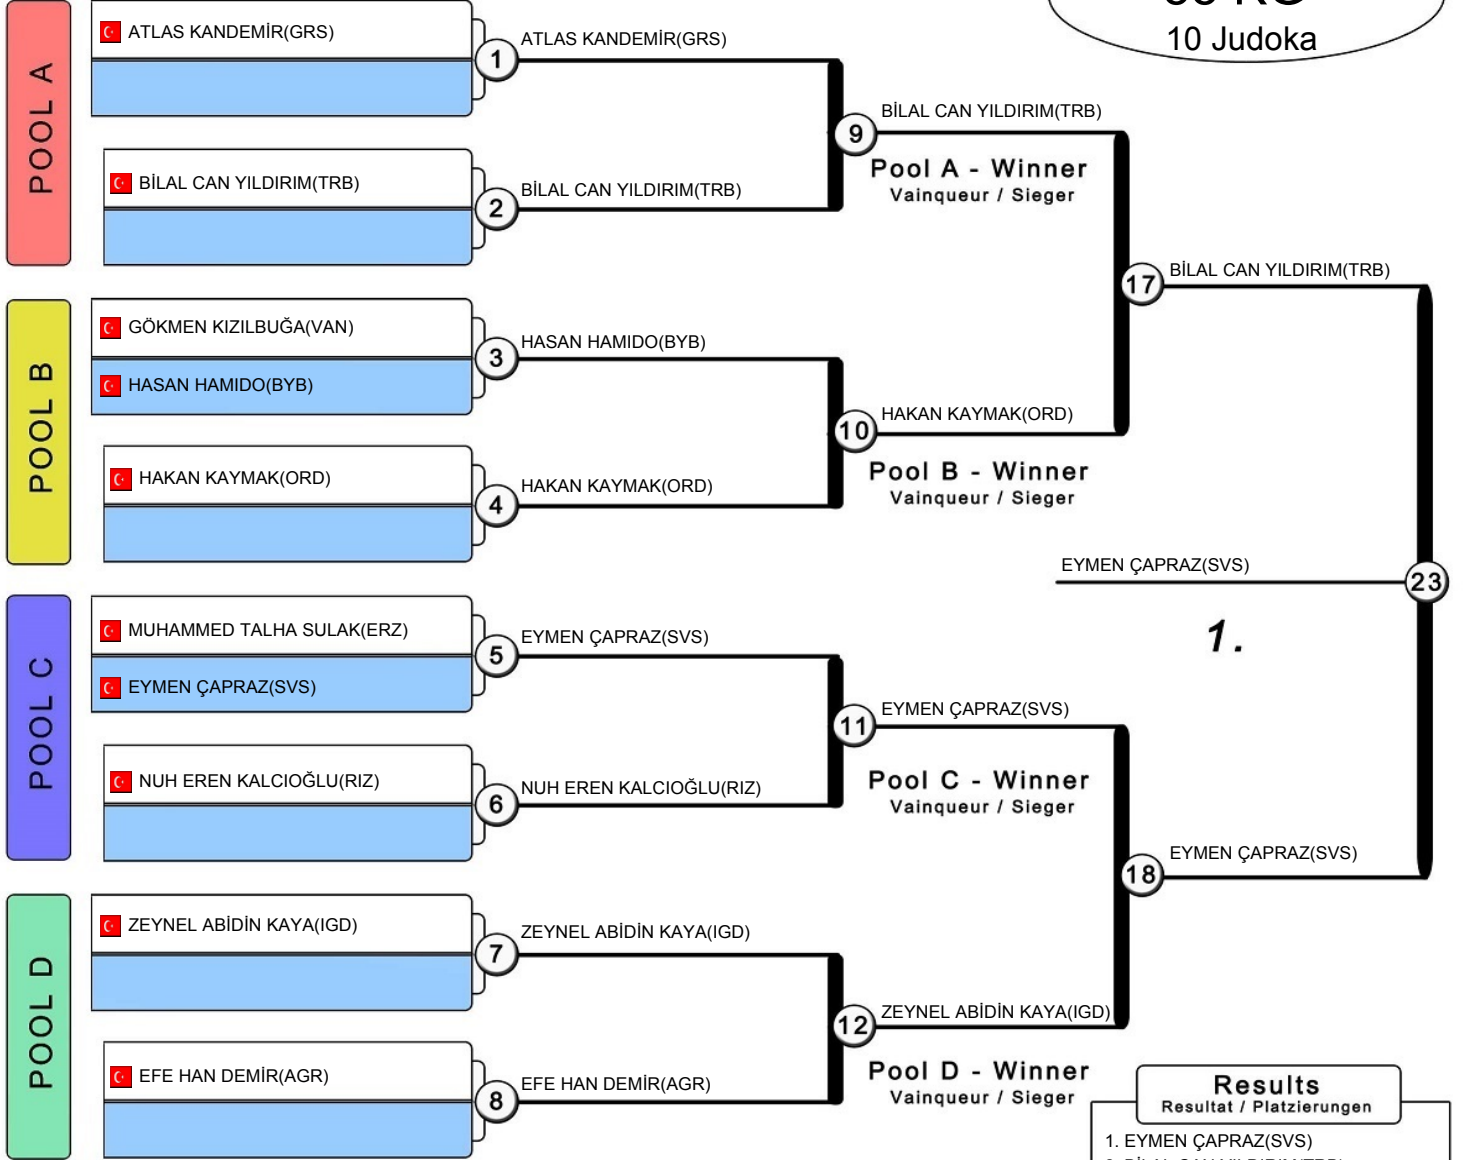 10 Judoka
POOL A
ATLAS KANDEMİR(GRS)
1
ATLAS KANDEMİR(GRS)
BİLAL CAN YILDIRIM(TRB)
2
BİLAL CAN YILDIRIM(TRB)
9
BİLAL CAN YILDIRIM(TRB)
Pool A - Winner
Vainqueur / Sieger
POOL B
GÖKMEN KIZILBUĞA(VAN)
HASAN HAMIDO(BYB)
3
HASAN HAMIDO(BYB)
HAKAN KAYMAK(ORD)
4
HAKAN KAYMAK(ORD)
10
HAKAN KAYMAK(ORD)
Pool B - Winner
Vainqueur / Sieger
17
BİLAL CAN YILDIRIM(TRB)
EYMEN ÇAPRAZ(SVS)
23
1.
POOL C
MUHAMMED TALHA SULAK(ERZ)
EYMEN ÇAPRAZ(SVS)
5
EYMEN ÇAPRAZ(SVS)
NUH EREN KALCIOĞLU(RIZ)
6
NUH EREN KALCIOĞLU(RIZ)
11
EYMEN ÇAPRAZ(SVS)
Pool C - Winner
Vainqueur / Sieger
18
EYMEN ÇAPRAZ(SVS)
POOL D
ZEYNEL ABİDİN KAYA(IGD)
7
ZEYNEL ABİDİN KAYA(IGD)
EFE HAN DEMİR(AGR)
8
EFE HAN DEMİR(AGR)
12
ZEYNEL ABİDİN KAYA(IGD)
Pool D - Winner
Vainqueur / Sieger
Results
Resultat / Platzierungen
1. EYMEN ÇAPRAZ(SVS)